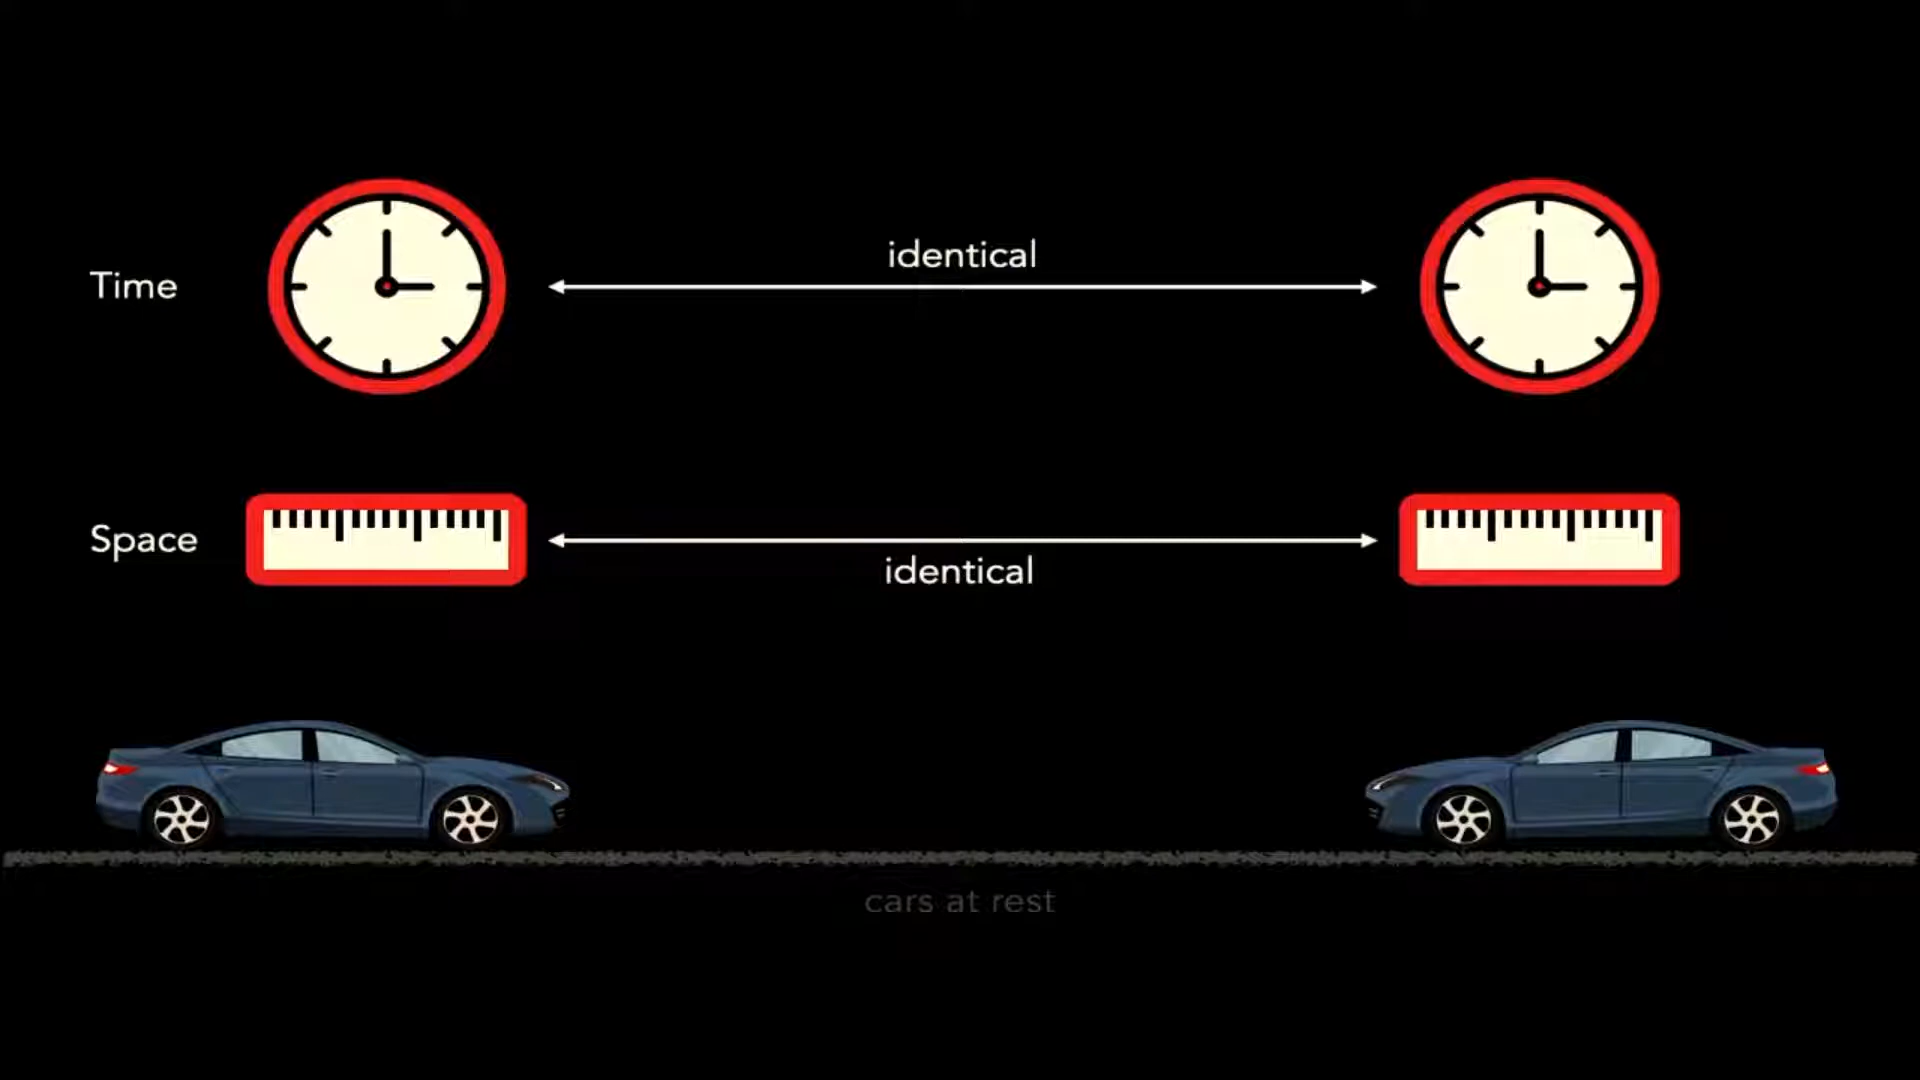 identical
Time
Space
identical
cars at rest